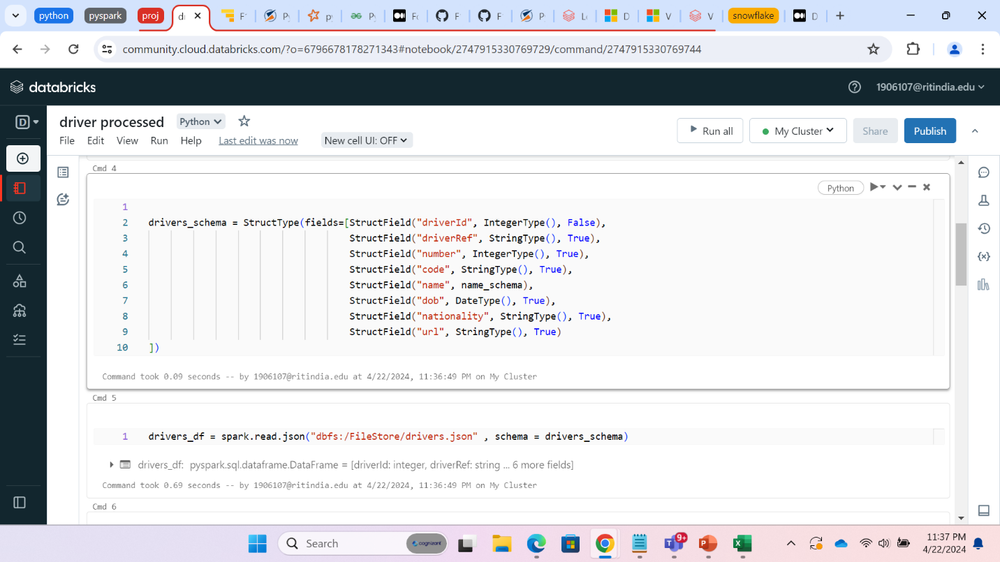 python
pyspark
proj
snowflake
community.cloud.databricks.com/?o=6796678178271343#notebook/2747915330769729/command/2747915330769744
databricks
1906107@ritindia.edu
driver processed
Python
Run all
My Cluster
Share
Publish
File Edit View Run Help Last edit was now New cell UI: OFF
Cmd 4
Python
1
2 drivers_schema = StructType(fields=[StructField("driverId", IntegerType(), False),
3 StructField("driverRef", StringType(), True),
4 StructField("number", IntegerType(), True),
5 StructField("code", StringType(), True),
6 StructField("name", name_schema),
7 StructField("dob", DateType(), True),
8 StructField("nationality", StringType(), True),
9 StructField("url", StringType(), True)
10 ])
Command took 0.09 seconds -- by 1906107@ritindia.edu at 4/22/2024, 11:36:49 PM on My Cluster
Cmd 5
1 drivers_df = spark.read.json("dbfs:/FileStore/drivers.json" , schema = drivers_schema)
drivers_df: pyspark.sql.dataframe.DataFrame = [driverId: integer, driverRef: string ... 6 more fields]
Command took 0.69 seconds -- by 1906107@ritindia.edu at 4/22/2024, 11:36:49 PM on My Cluster
Cmd 6
Search
cognizant
9+
11:37 PM
4/22/2024